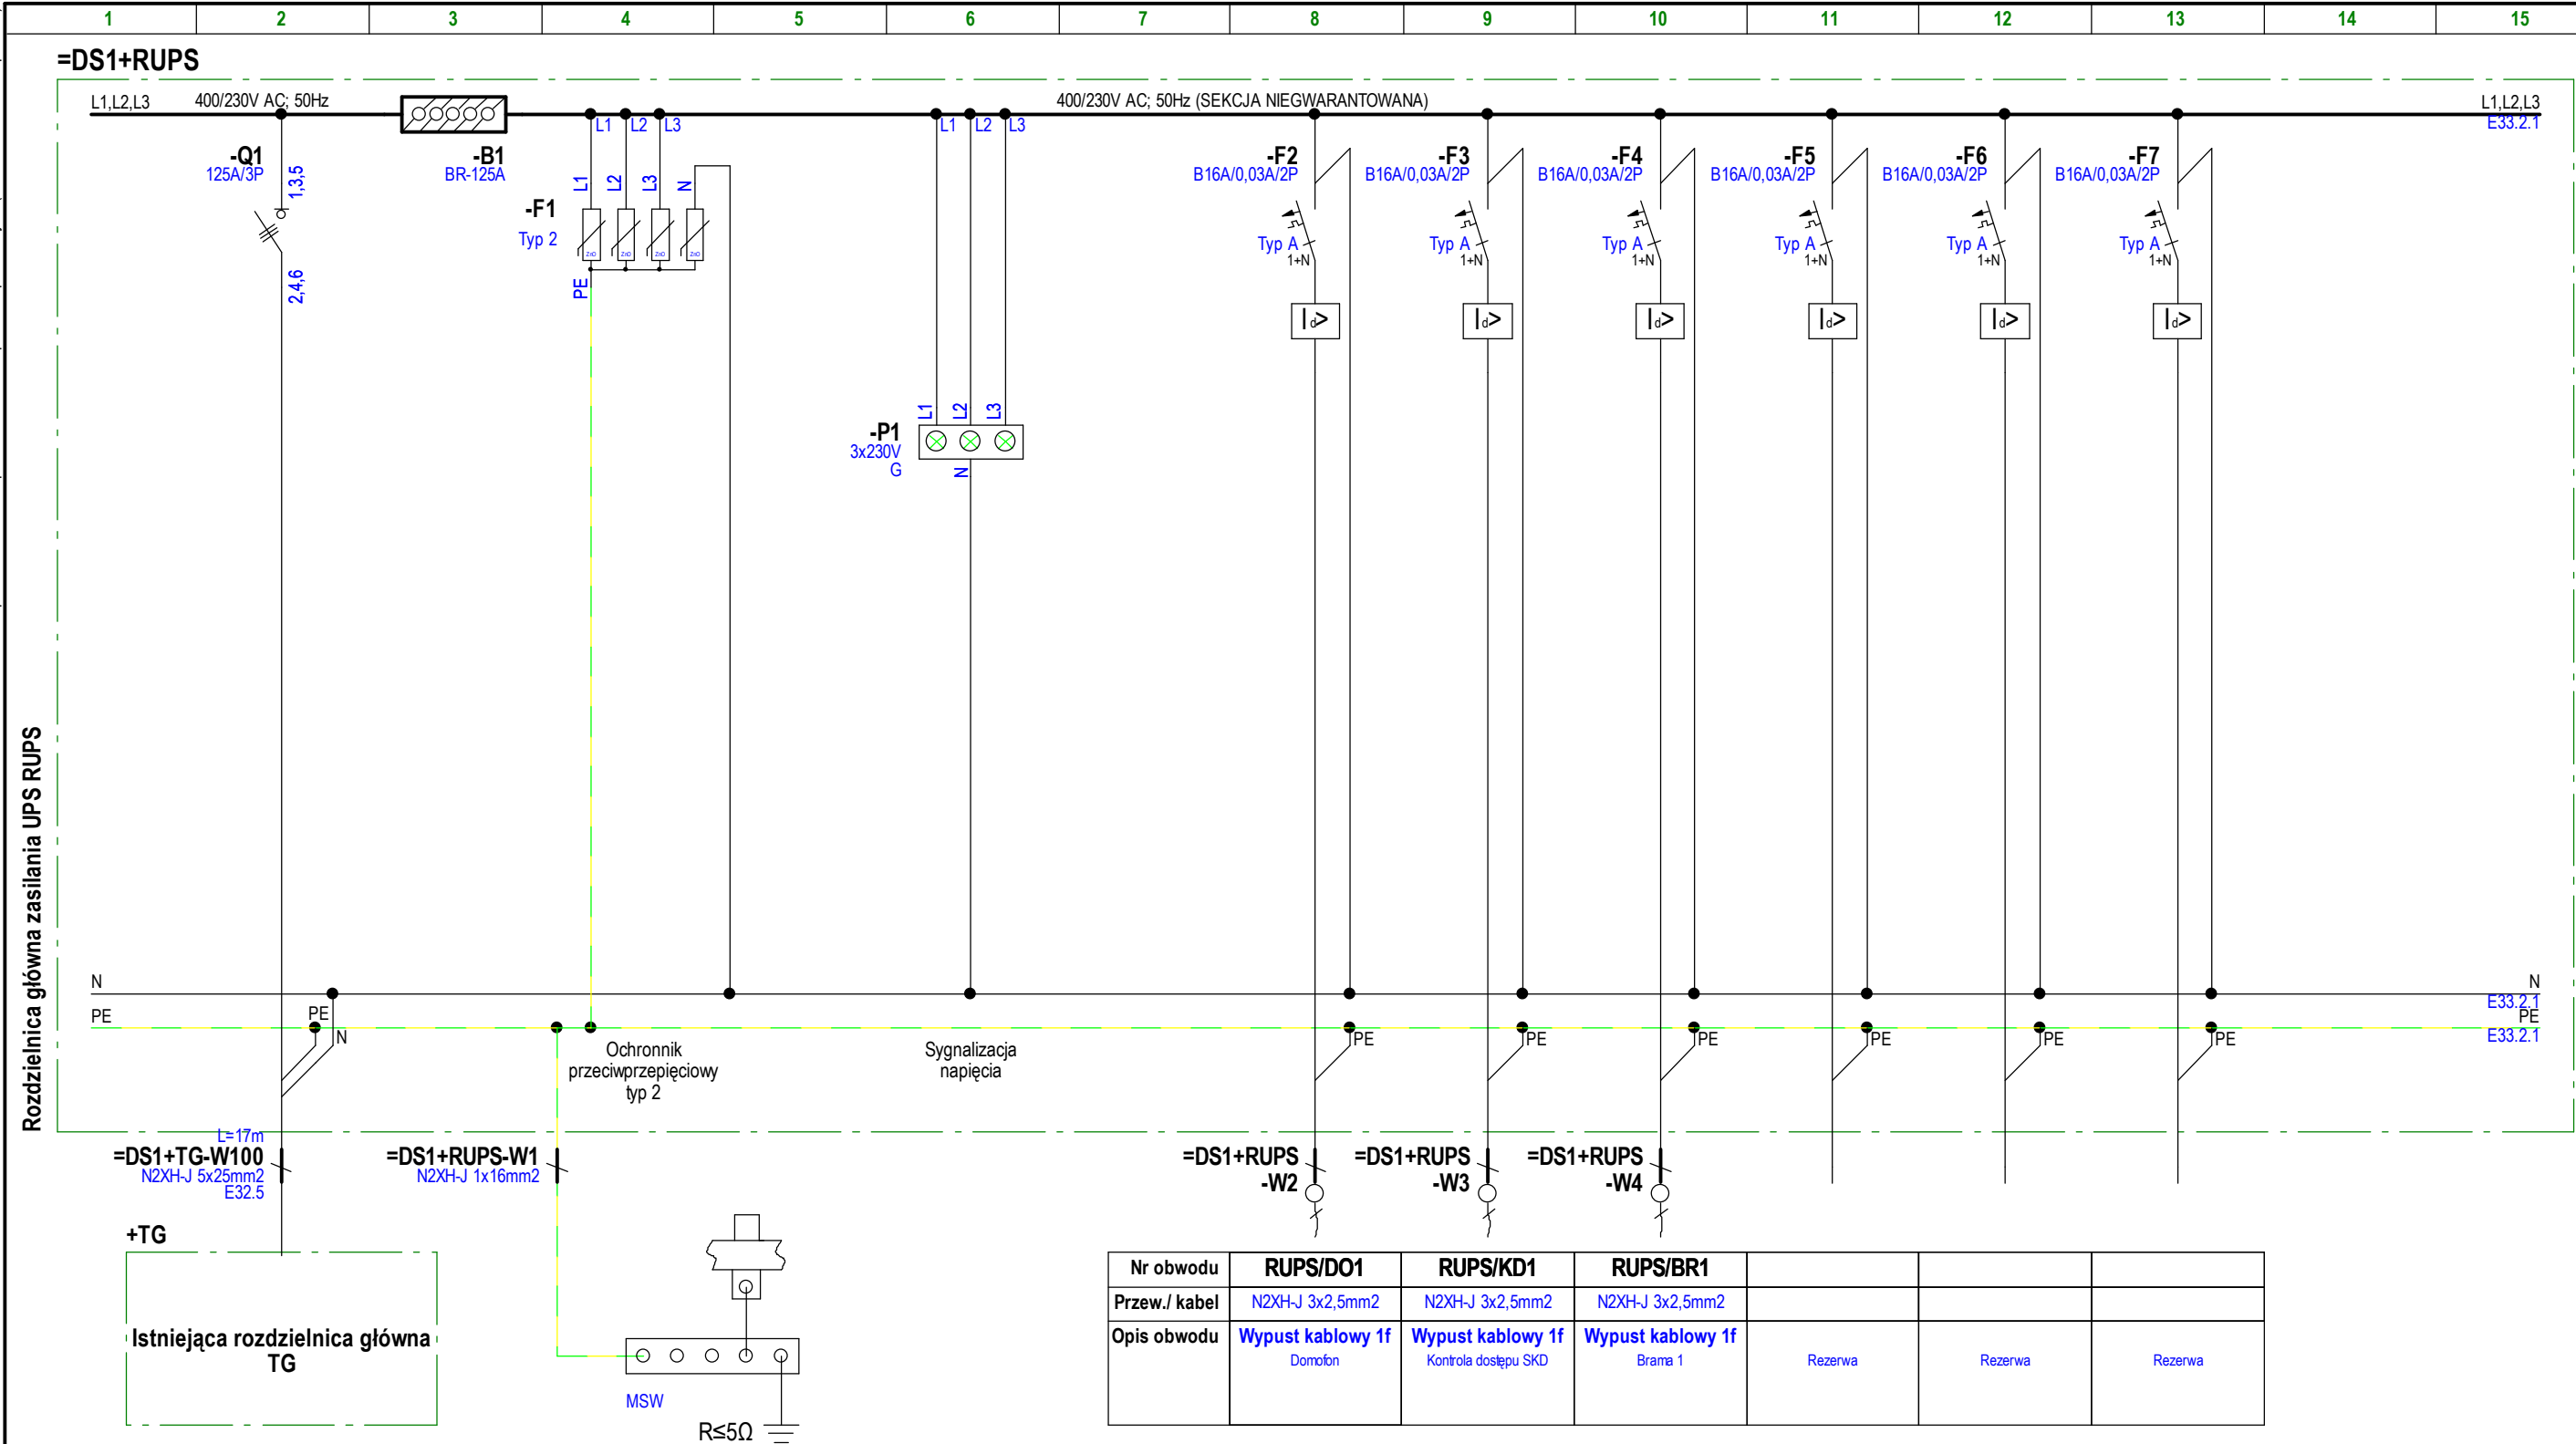 1 2 3 4 5 6 7 8 9 10 11 12 13 14 15
=DS1+RUPS
L1,L2,L3
400/230V AC; 50Hz
400/230V AC; 50Hz (SEKCJA NIEGWARANTOWANA)
L1,L2,L3
E33.2.1
L1 L2 L3
L1 L2 L3
-Q1
125A/3P
1,3,5
2,4,6
-B1
BR-125A
-F1
Typ 2
L1 L2 L3 N
ZnO ZnO ZnO ZnO
PE
-P1
3x230V
G
L1 L2 L3
N
-F2
B16A/0,03A/2P
Typ A
1+N
Id>
-F3
B16A/0,03A/2P
Typ A
1+N
Id>
-F4
B16A/0,03A/2P
Typ A
1+N
Id>
-F5
B16A/0,03A/2P
Typ A
1+N
Id>
-F6
B16A/0,03A/2P
Typ A
1+N
Id>
-F7
B16A/0,03A/2P
Typ A
1+N
Id>
Rozdzielnica główna zasilania UPS RUPS
N
N
E33.2.1
PE
PE
E33.2.1
PE
N
PE PE PE PE PE PE
Ochronnik
przeciwprzepięciowy
typ 2
Sygnalizacja
napięcia
L=17m
=DS1+TG-W100
N2XH-J 5x25mm2
E32.5
=DS1+RUPS-W1
N2XH-J 1x16mm2
=DS1+RUPS
-W2
=DS1+RUPS
-W3
=DS1+RUPS
-W4
+TG
Istniejąca rozdzielnica główna
TG
MSW
R≤5Ω
Nr obwodu RUPS/DO1 RUPS/KD1 RUPS/BR1
Przew./ kabel N2XH-J 3x2,5mm2 N2XH-J 3x2,5mm2 N2XH-J 3x2,5mm2
Opis obwodu Wypust kablowy 1f Wypust kablowy 1f Wypust kablowy 1f
Domofon Kontrola dostępu SKD Brama 1 Rezerwa Rezerwa Rezerwa